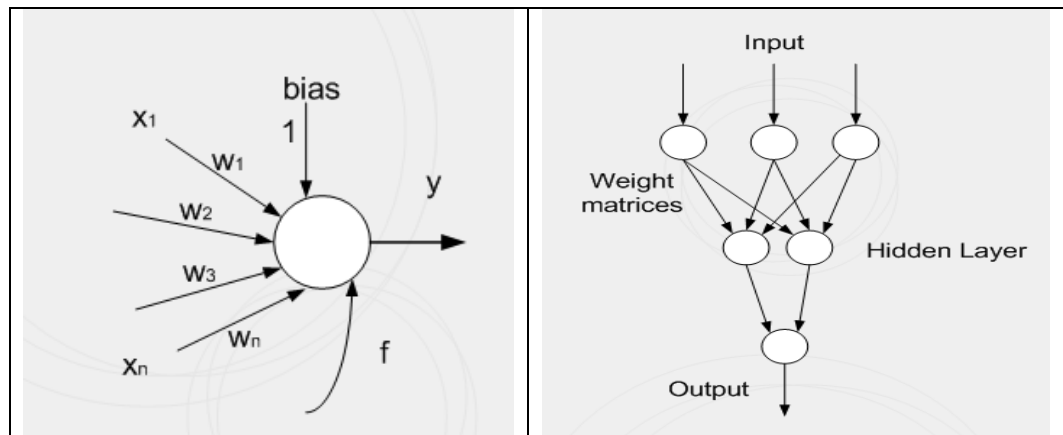 bias
1
x1
w1
w2
w3
wn
xn
y
f
Input
Weight
matrices
Hidden Layer
Output